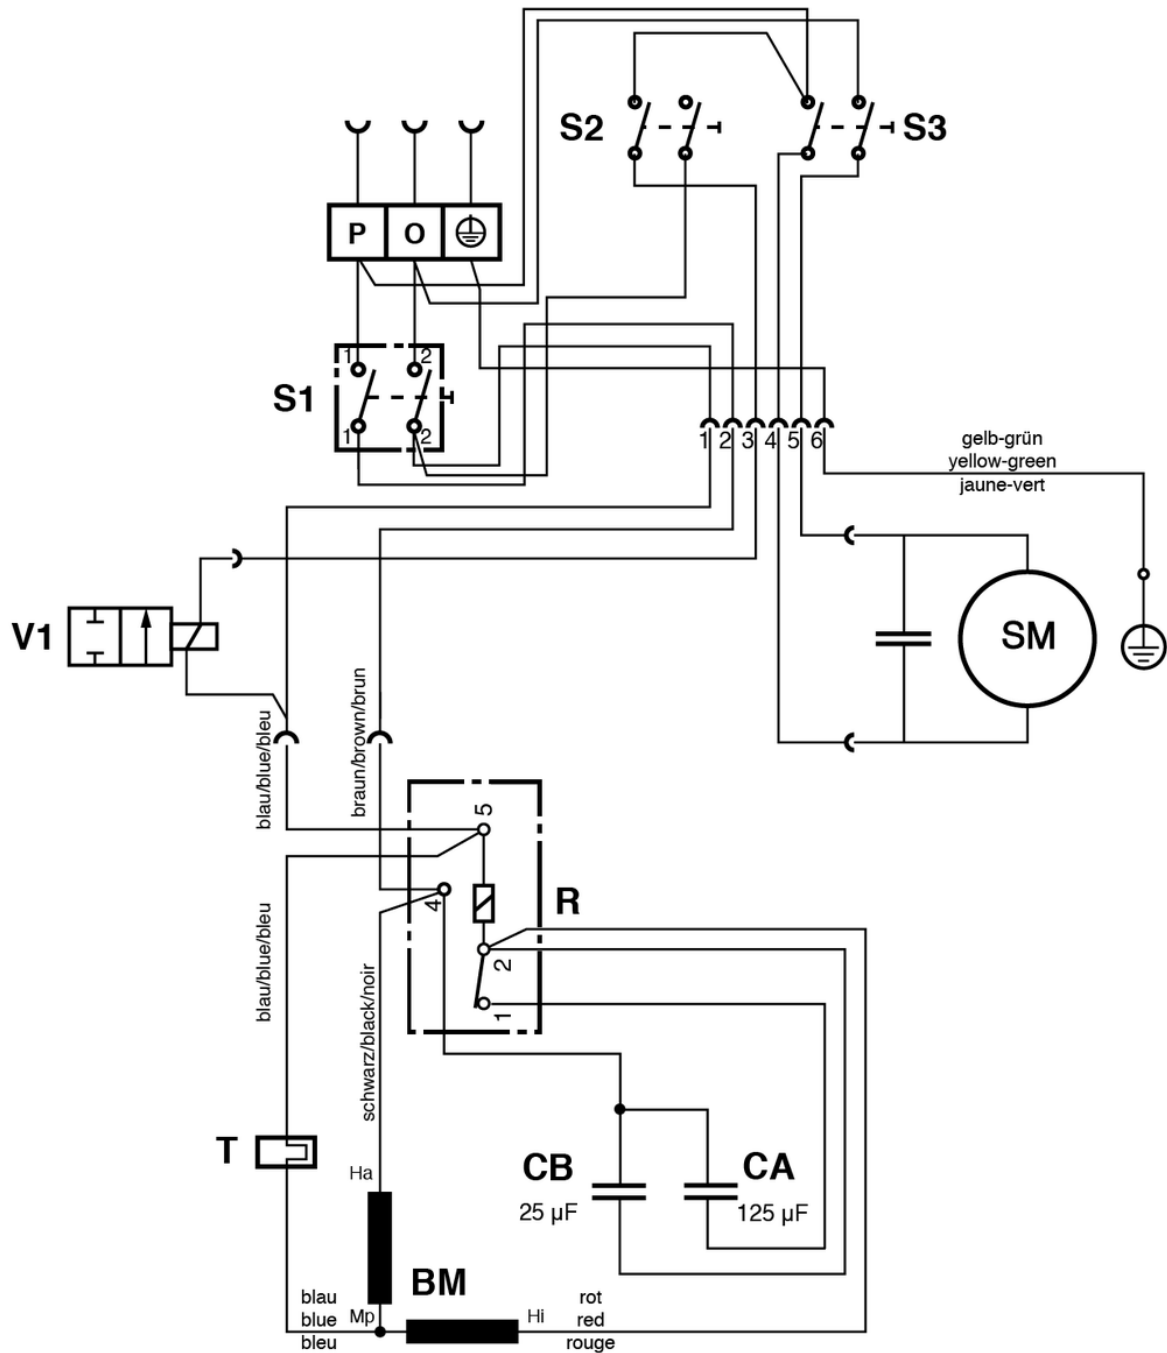 S2
S3
P
O
1
2
S1
1
2
1
2
3
4
5
6
gelb-grün
yellow-green
jaune-vert
V1
SM
blau/blue/bleu
braun/brown/brun
5
4
R
2
1
blau/blue/bleu
schwarz/black/noir
T
Ha
CB
CA
25 µF
125 µF
BM
blau
blue
bleu
Mp
Hi
rot
red
rouge